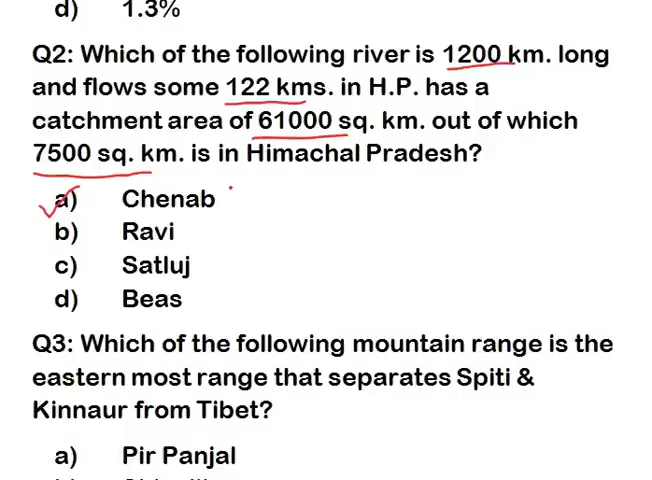 d) 1.3%
Q2: Which of the following river is 1200 km. long
and flows some 122 kms. in H.P. has a
catchment area of 61000 sq. km. out of which
7500 sq. km. is in Himachal Pradesh?
a) Chenab
b) Ravi
c) Satluj
d) Beas
Q3: Which of the following mountain range is the
eastern most range that separates Spiti &
Kinnaur from Tibet?
a) Pir Panjal